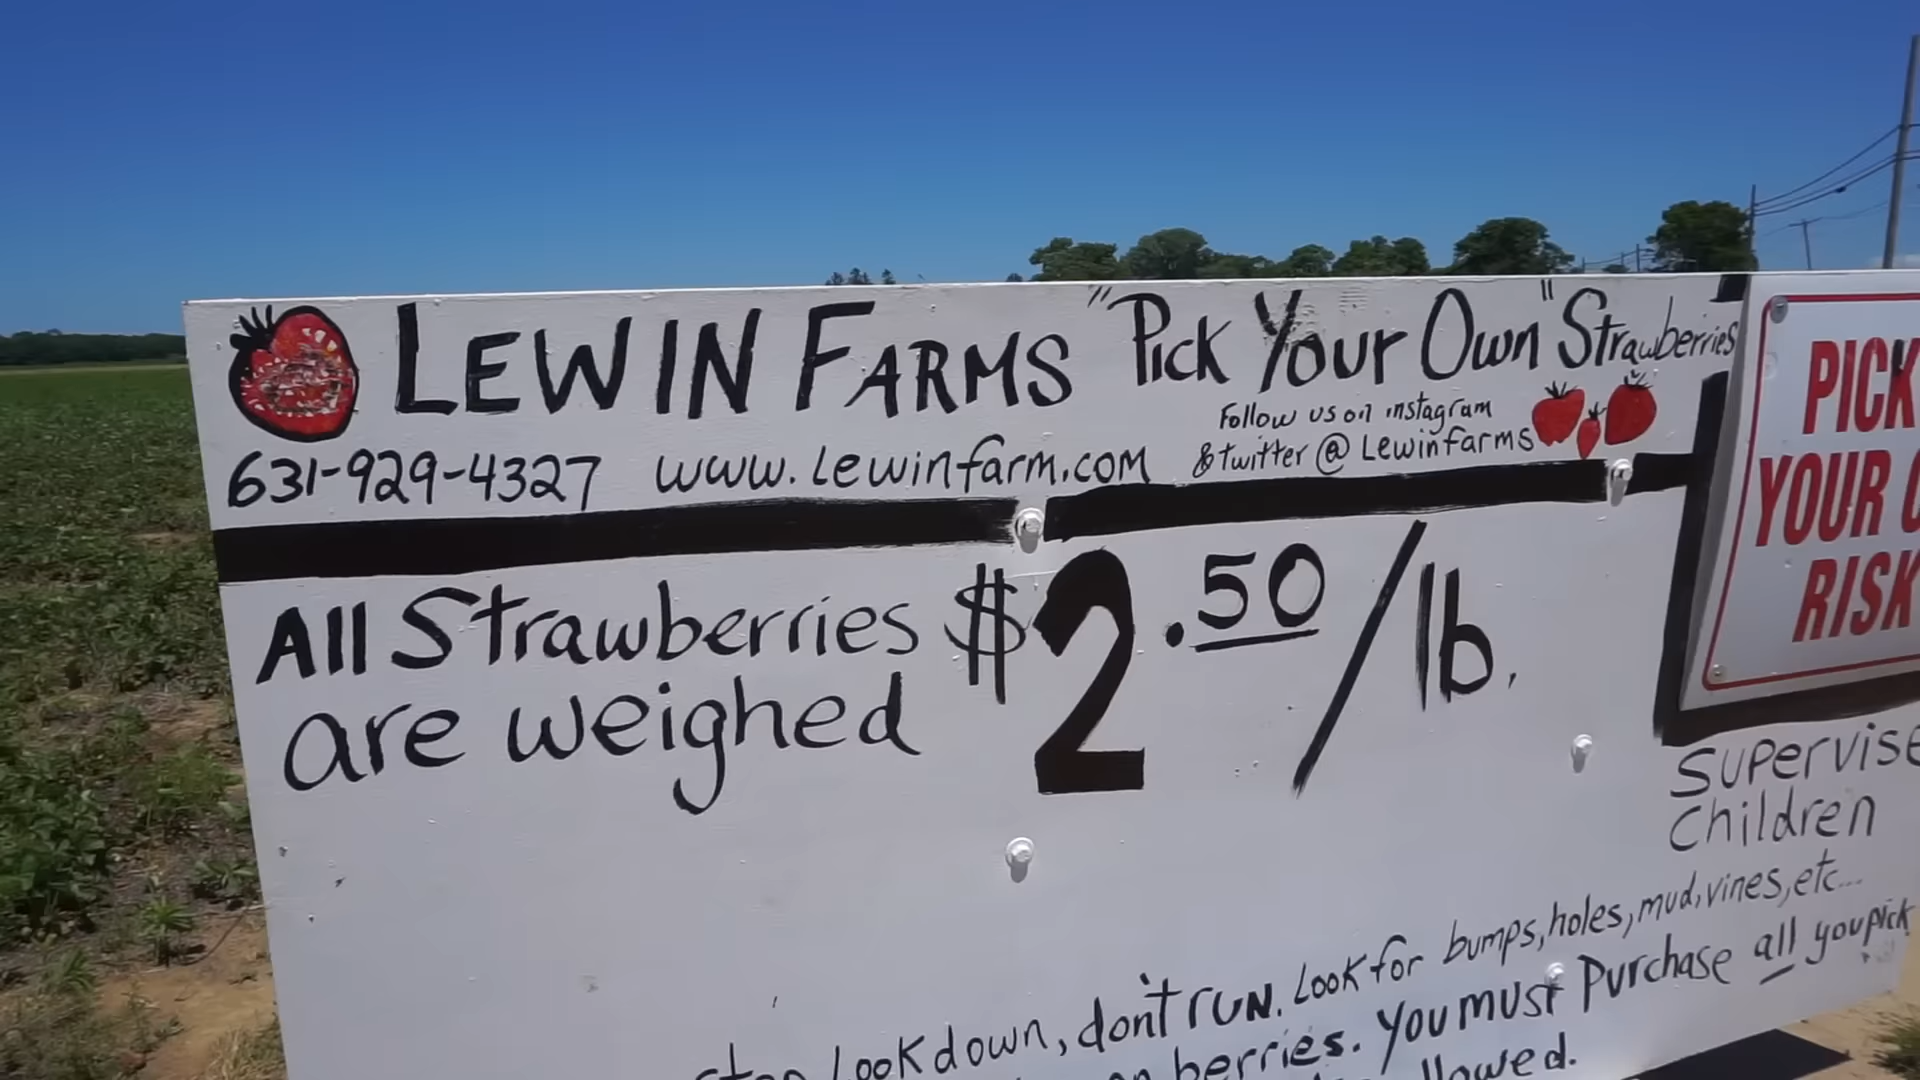 LEWIN FARMS "Pick Your Own" Strawberries
Follow us on instagram
& twitter @ Lewinfarms
631-929-4327 www.lewinfarm.com
All Strawberries
are weighed
$2.50/lb.
PICK
YOUR
RISK
Supervise
Children
Look down, don't RUN. Look for bumps, holes, mud, vines, etc...
berries. You must Purchase all you pick